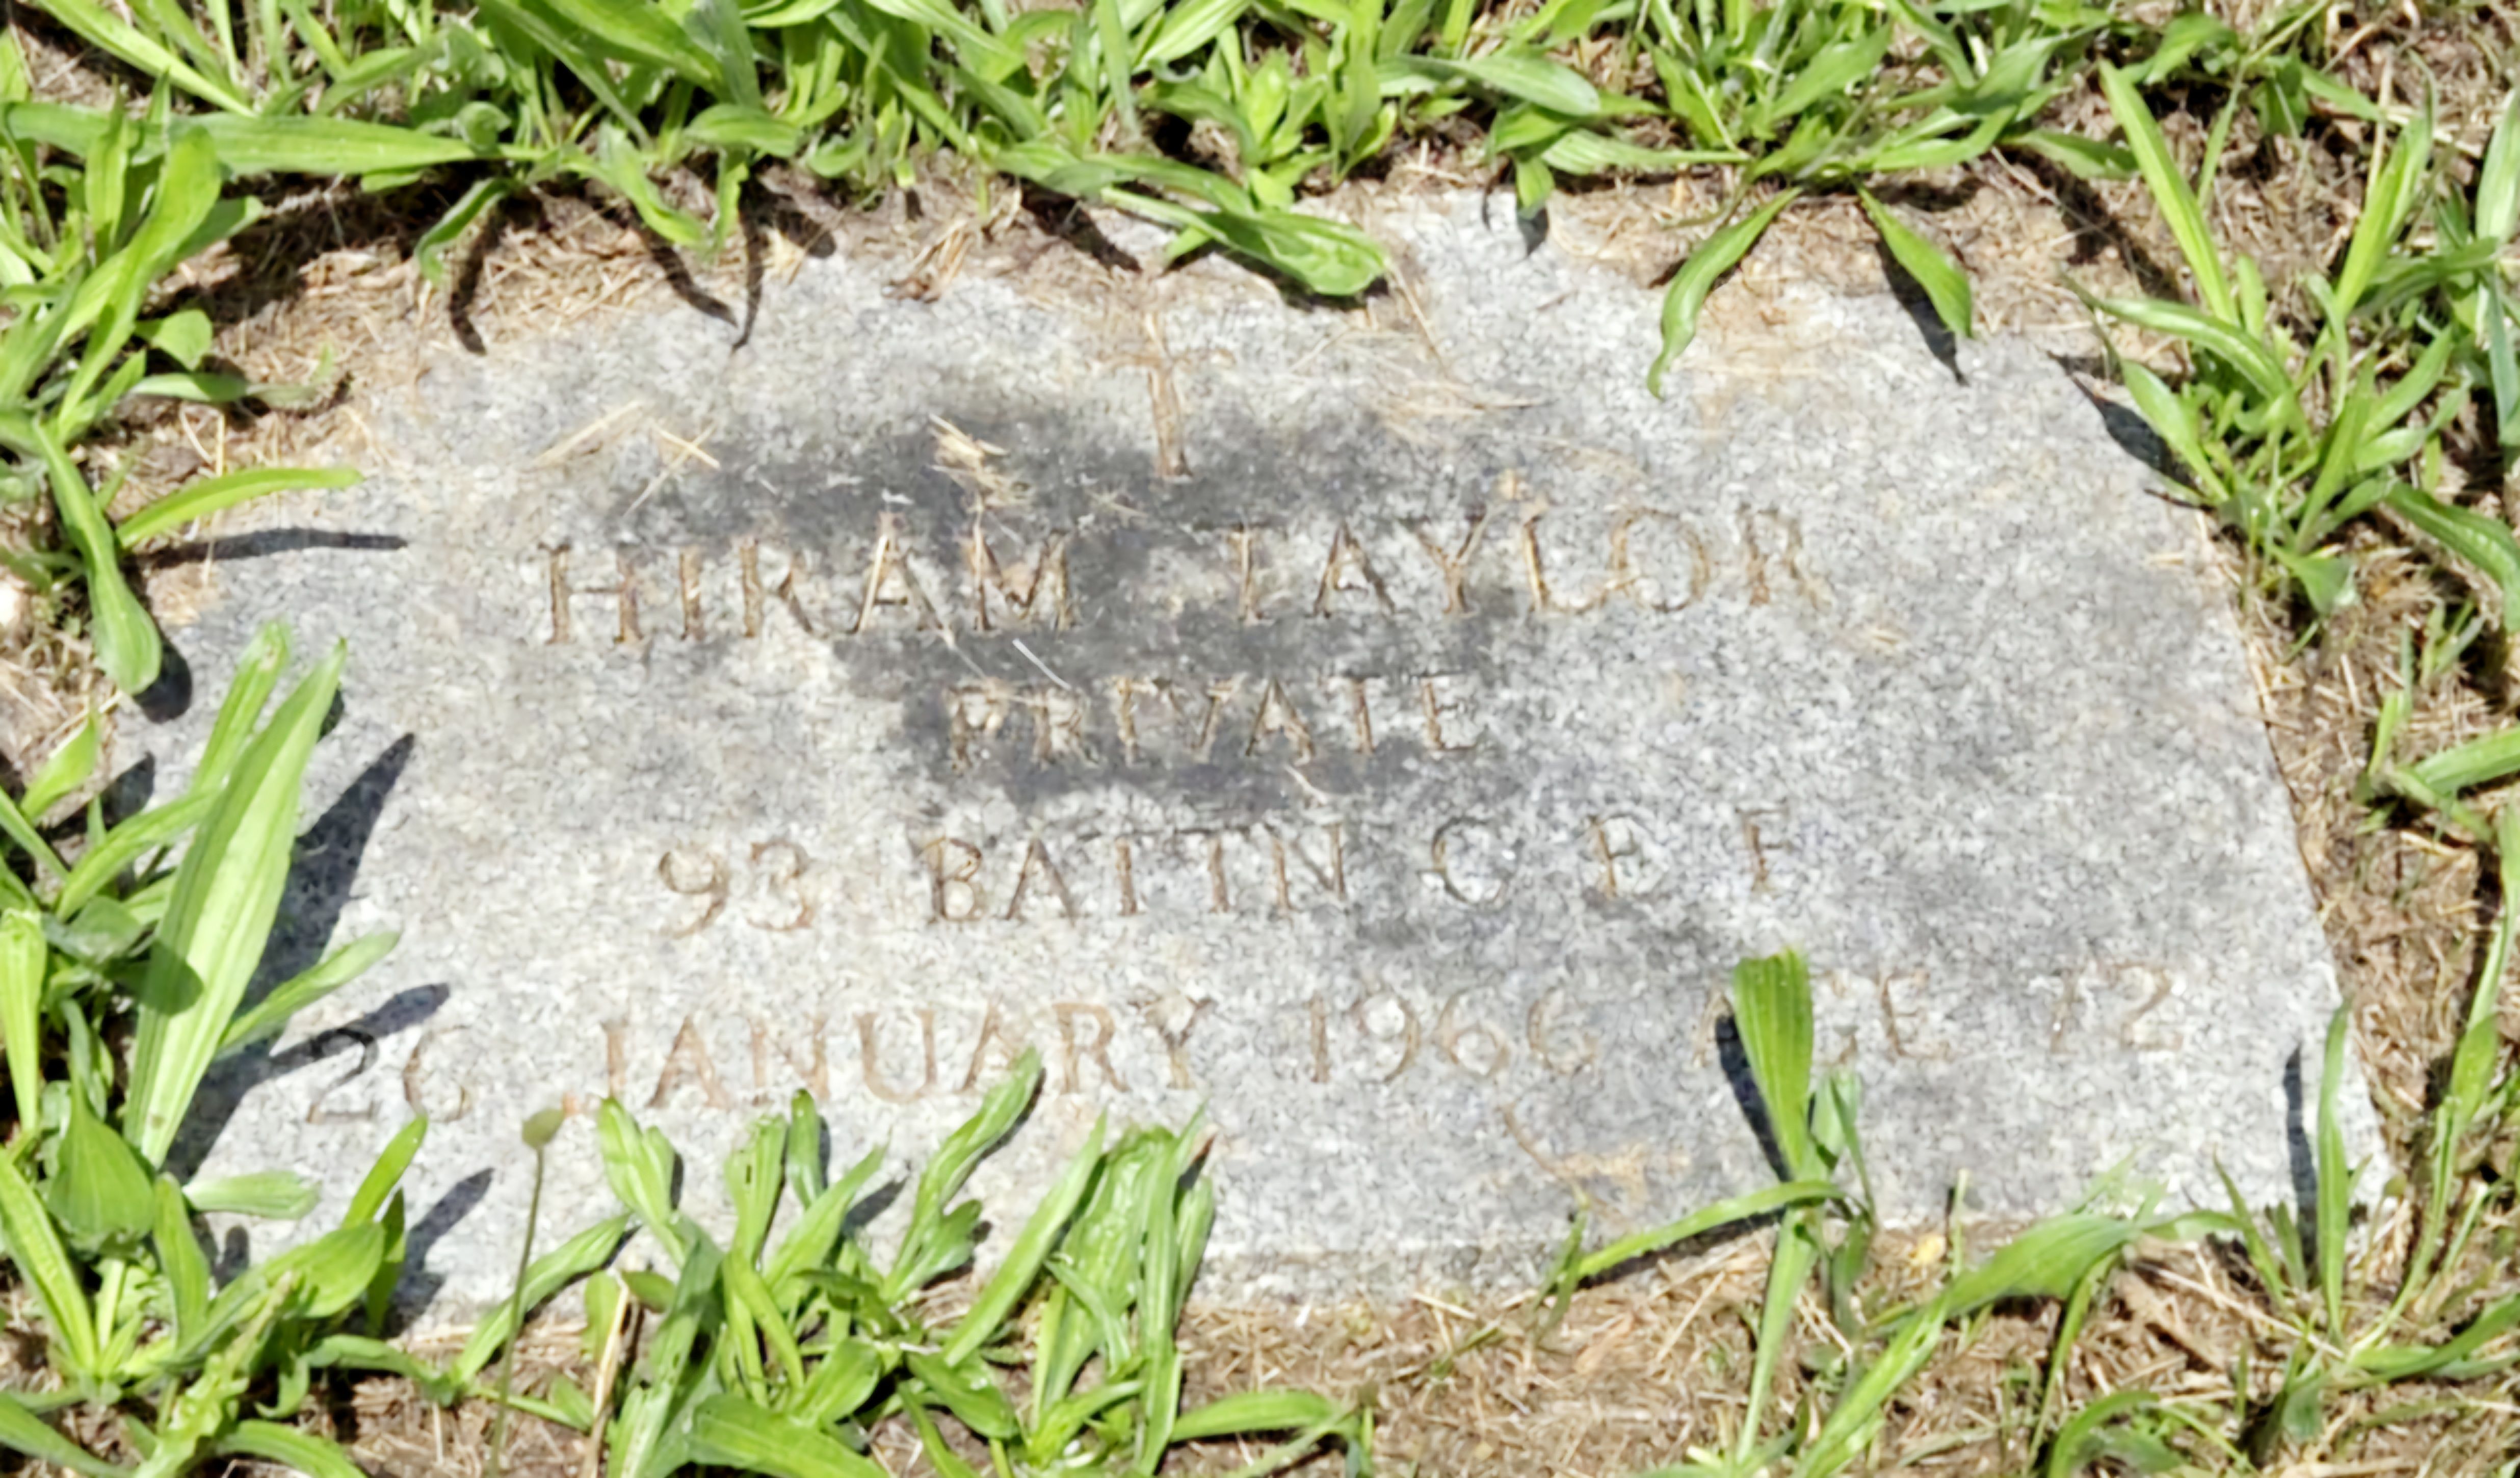 HIRAM TAYLOR
PRIVATE
93 BATTN C E F
26 JANUARY 1966 AGE 72